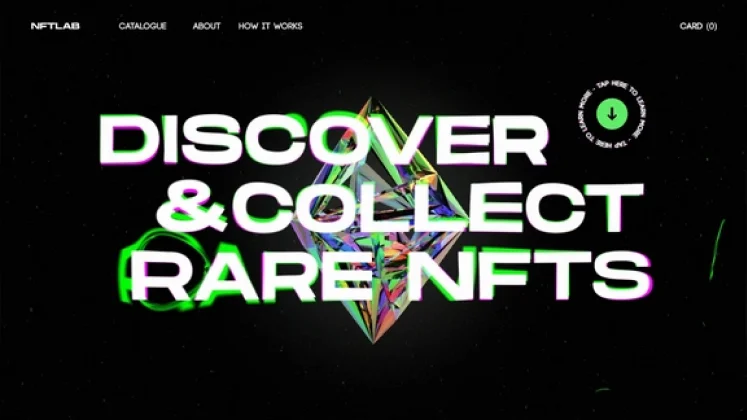 NFTLAB
CATALOGUE
ABOUT
HOW IT WORKS
CARD (0)
TAP HERE TO LEARN MORE - TAP HERE TO LEARN MORE -
DISCOVER
&COLLECT
RARE NFTS